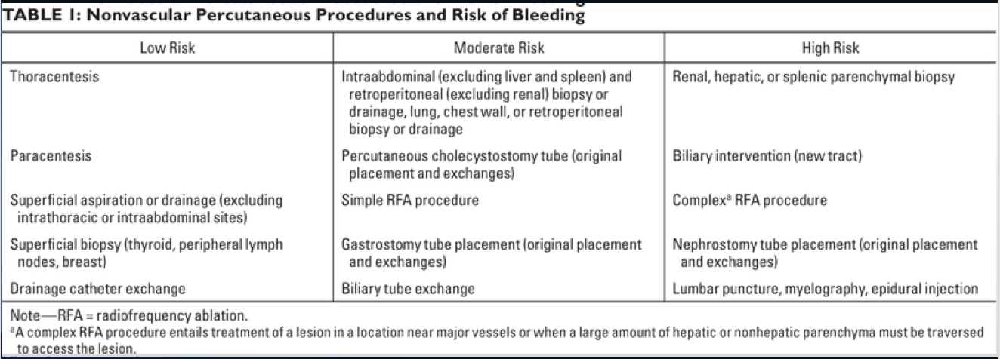 TABLE 1: Nonvascular Percutaneous Procedures and Risk of Bleeding
Low Risk
Moderate Risk
High Risk
Thoracentesis
Intraabdominal (excluding liver and spleen) and
retroperitoneal (excluding renal) biopsy or
drainage, lung, chest wall, or retroperitoneal
biopsy or drainage
Renal, hepatic, or splenic parenchymal biopsy
Paracentesis
Percutaneous cholecystostomy tube (original
placement and exchanges)
Biliary intervention (new tract)
Superficial aspiration or drainage (excluding
intrathoracic or intraabdominal sites)
Simple RFA procedure
Complexª RFA procedure
Superficial biopsy (thyroid, peripheral lymph
nodes, breast)
Gastrostomy tube placement (original placement
and exchanges)
Nephrostomy tube placement (original placement
and exchanges)
Drainage catheter exchange
Biliary tube exchange
Lumbar puncture, myelography, epidural injection
Note—RFA = radiofrequency ablation.
ªA complex RFA procedure entails treatment of a lesion in a location near major vessels or when a large amount of hepatic or nonhepatic parenchyma must be traversed
to access the lesion.